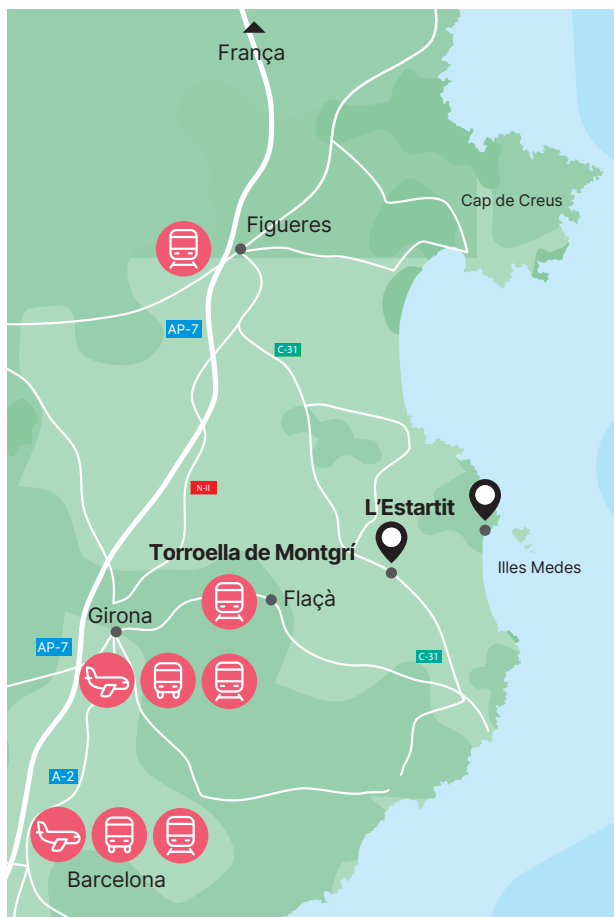 França
Cap de Creus
Figueres
AP-7
C-31
N-II
L’Estartit
Torroella de Montgrí
Illes Medes
Flaçà
Girona
AP-7
C-31
A-2
Barcelona